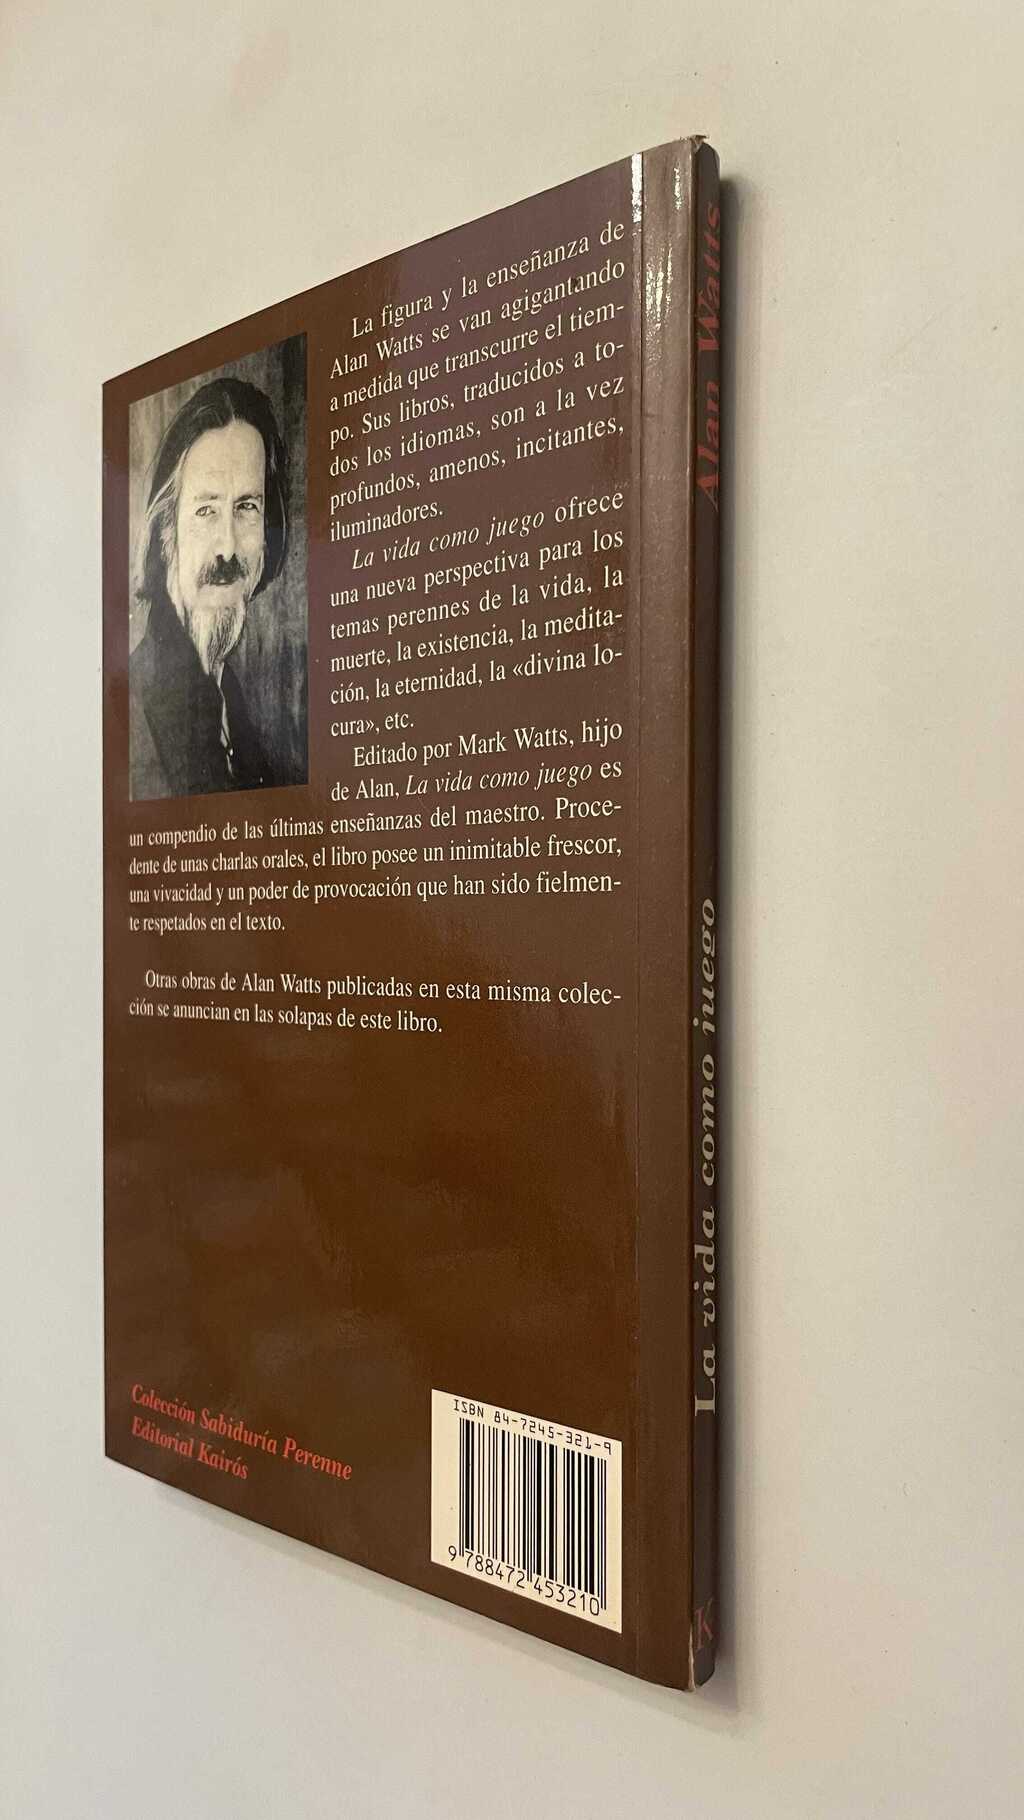 La figura y la enseñanza de
Alan Watts se van agigantando
a medida que transcurre el tiem-
po. Sus libros, traducidos a to-
dos los idiomas, son a la vez
profundos, amenos, incitantes,
iluminadores.
La vida como juego ofrece
una nueva perspectiva para los
temas perennes de la vida, la
muerte, la existencia, la medita-
ción, la eternidad, la «divina lo-
cura», etc.
Editado por Mark Watts, hijo
de Alan, La vida como juego es
un compendio de las últimas enseñanzas del maestro. Proce-
dente de unas charlas orales, el libro posee un inimitable frescor,
una vivacidad y un poder de provocación que han sido fielmen-
te respetados en el texto.
Otras obras de Alan Watts publicadas en esta misma colec-
ción se anuncian en las solapas de este libro.
Colección Sabiduría Perenne
Editorial Kairós
ISBN 84-7245-321-9
9 788472 453210
Alan Watts
La vida como juego
K